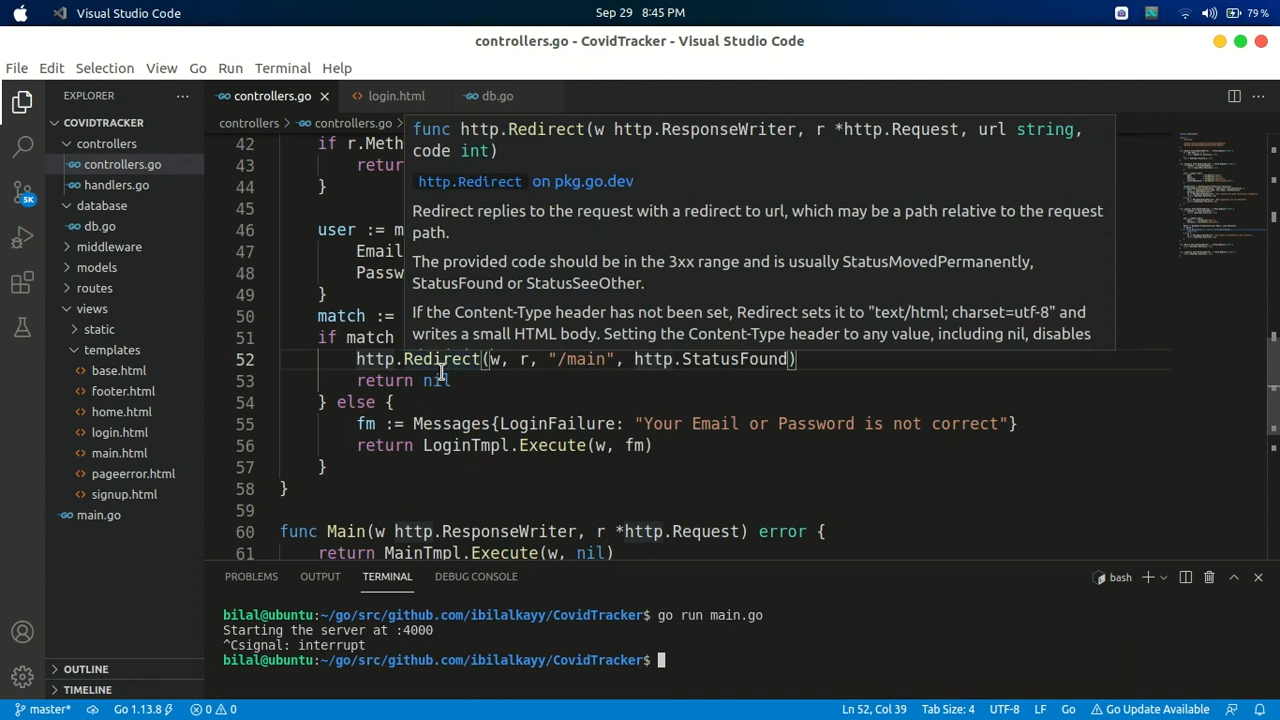 Visual Studio Code
Sep 29 8:45 PM
79 %
controllers.go - CovidTracker - Visual Studio Code
File Edit Selection View Go Run Terminal Help
EXPLORER
controllers.go
login.html
db.go
COVIDTRACKER
controllers
controllers.go
handlers.go
database
db.go
middleware
models
routes
views
static
templates
base.html
footer.html
home.html
login.html
main.html
pageerror.html
signup.html
main.go
OUTLINE
TIMELINE
5K
controllers > controllers.go >
func http.Redirect(w http.ResponseWriter, r *http.Request, url string,
code int)
http.Redirect on pkg.go.dev
Redirect replies to the request with a redirect to url, which may be a path relative to the request
path.
The provided code should be in the 3xx range and is usually StatusMovedPermanently,
StatusFound or StatusSeeOther.
If the Content-Type header has not been set, Redirect sets it to "text/html; charset=utf-8" and
writes a small HTML body. Setting the Content-Type header to any value, including nil, disables
42 if r.Meth
43 return
44 }
45
46 user := m
47 Email
48 Passw
49 }
50 match :=
51 if match
52 http.Redirect(w, r, "/main", http.StatusFound)
53 return nil
54 } else {
55 fm := Messages{LoginFailure: "Your Email or Password is not correct"}
56 return LoginTmpl.Execute(w, fm)
57 }
58 }
59
60 func Main(w http.ResponseWriter, r *http.Request) error {
61 return MainTmpl.Execute(w, nil)
PROBLEMS OUTPUT TERMINAL DEBUG CONSOLE
bash
bilal@ubuntu:~/go/src/github.com/ibilalkayy/CovidTracker$ go run main.go
Starting the server at :4000
^Csignal: interrupt
bilal@ubuntu:~/go/src/github.com/ibilalkayy/CovidTracker$
master* Go 1.13.8 0 0 Ln 52, Col 39 Tab Size: 4 UTF-8 LF Go Go Update Available